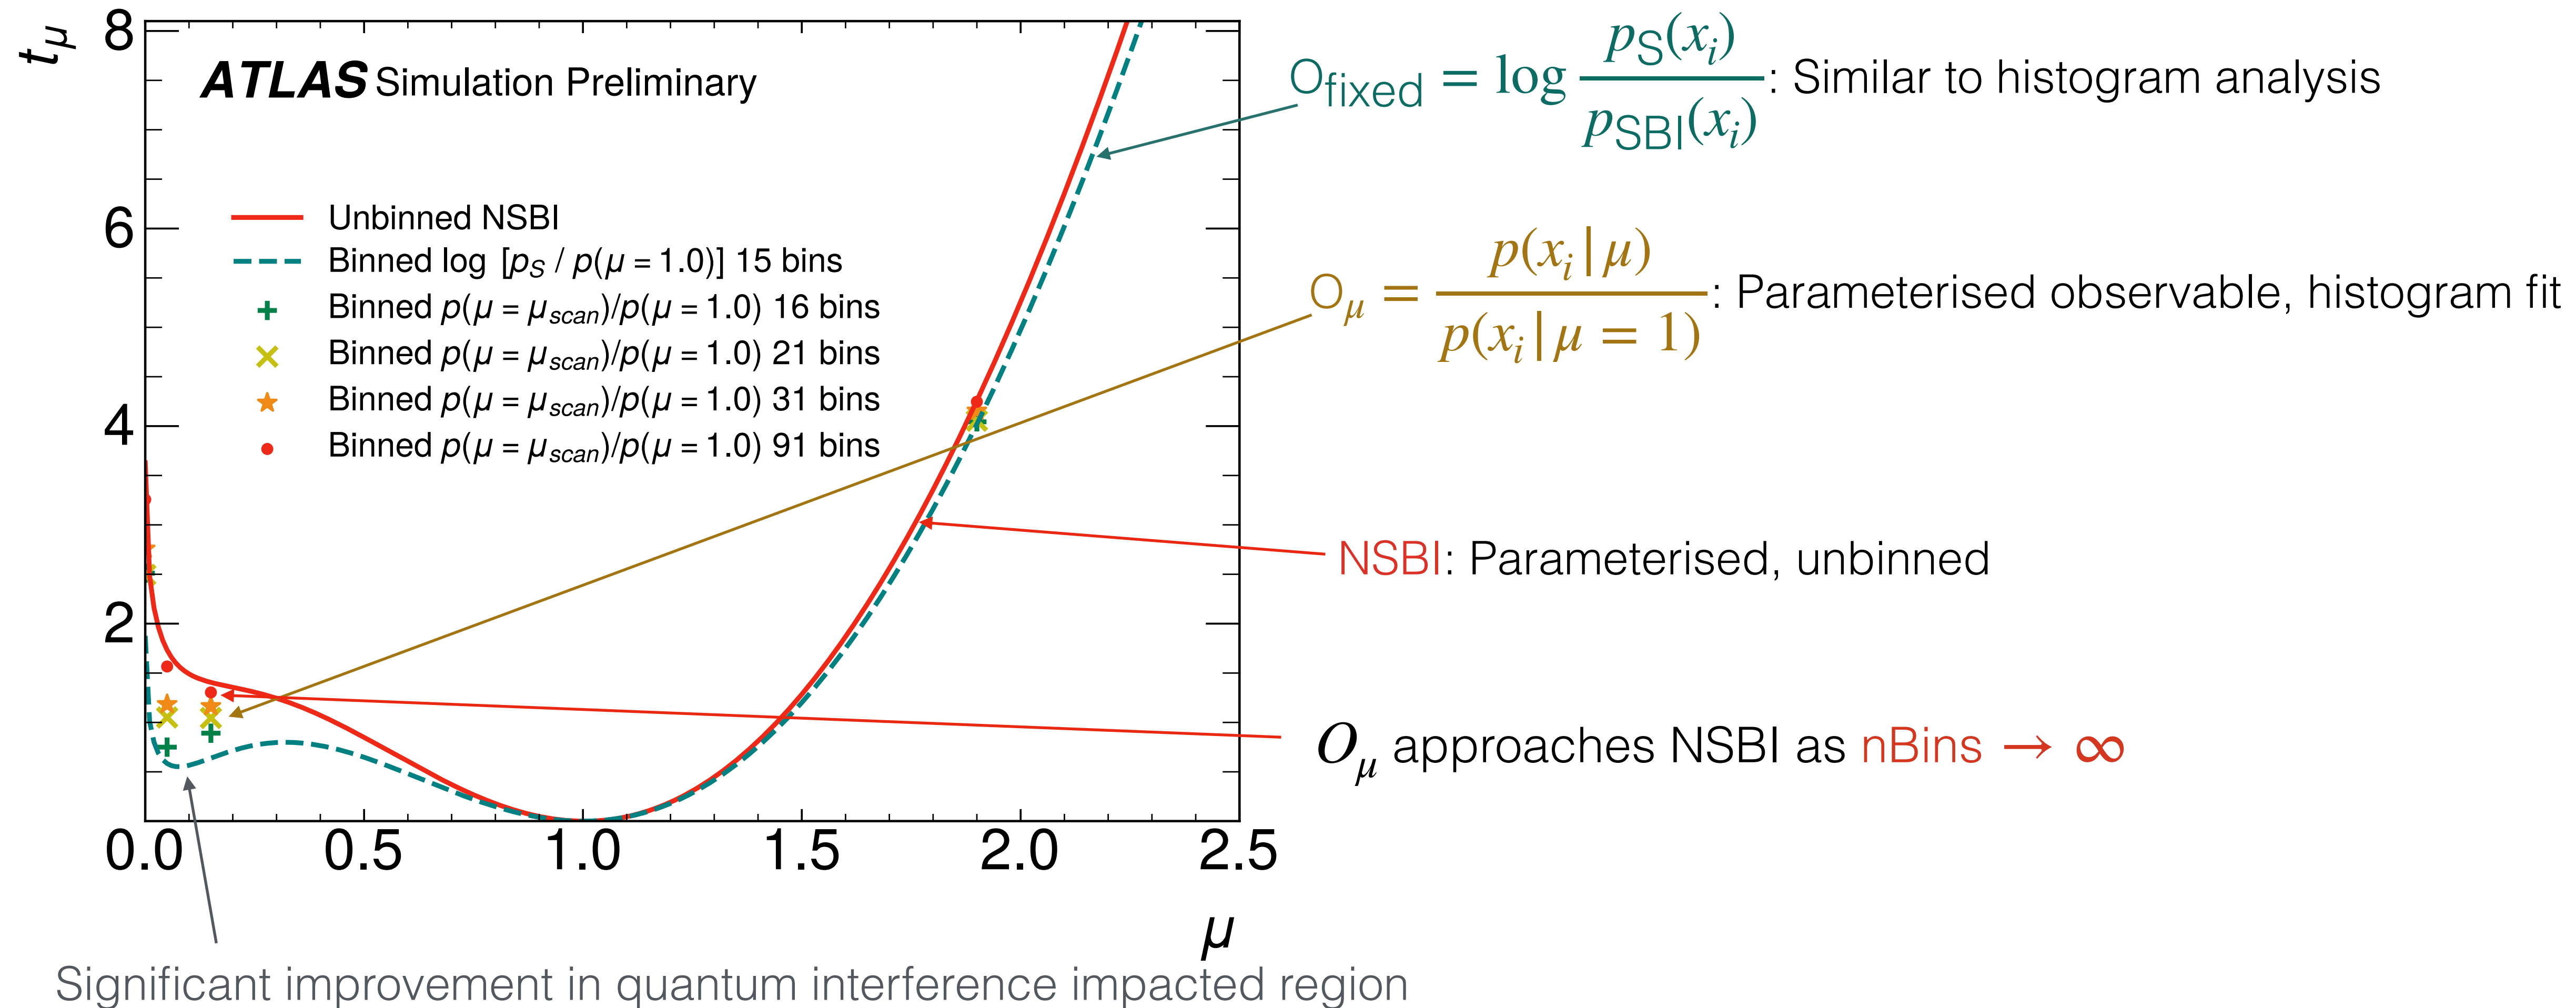 t_μ
8
6
4
2
0.0 0.5 1.0 1.5 2.0 2.5
μ
ATLAS Simulation Preliminary
Unbinned NSBI
Binned log [p_S / p(μ = 1.0)] 15 bins
Binned p(μ = μ_scan)/p(μ = 1.0) 16 bins
Binned p(μ = μ_scan)/p(μ = 1.0) 21 bins
Binned p(μ = μ_scan)/p(μ = 1.0) 31 bins
Binned p(μ = μ_scan)/p(μ = 1.0) 91 bins
O_fixed = log p_S(x_i) / p_SBI(x_i): Similar to histogram analysis
O_μ = p(x_i | μ) / p(x_i | μ = 1): Parameterised observable, histogram fit
NSBI: Parameterised, unbinned
O_μ approaches NSBI as nBins → ∞
Significant improvement in quantum interference impacted region